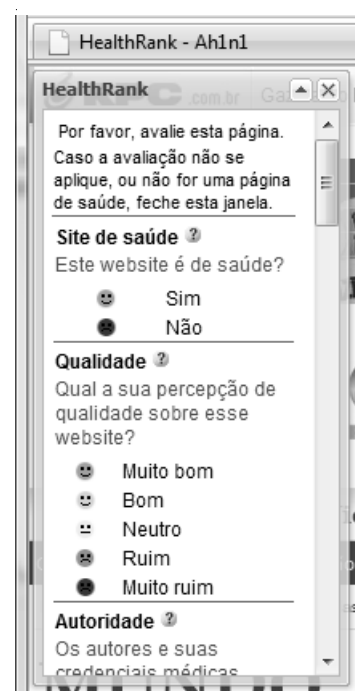 HealthRank - Ah1n1
HealthRank
Por favor, avalie esta página.
Caso a avaliação não se
aplique, ou não for uma página
de saúde, feche esta janela.
Site de saúde ?
Este website é de saúde?
Sim
Não
Qualidade ?
Qual a sua percepção de
qualidade sobre esse
website?
Muito bom
Bom
Neutro
Ruim
Muito ruim
Autoridade ?
Os autores e suas
credenciais médicas